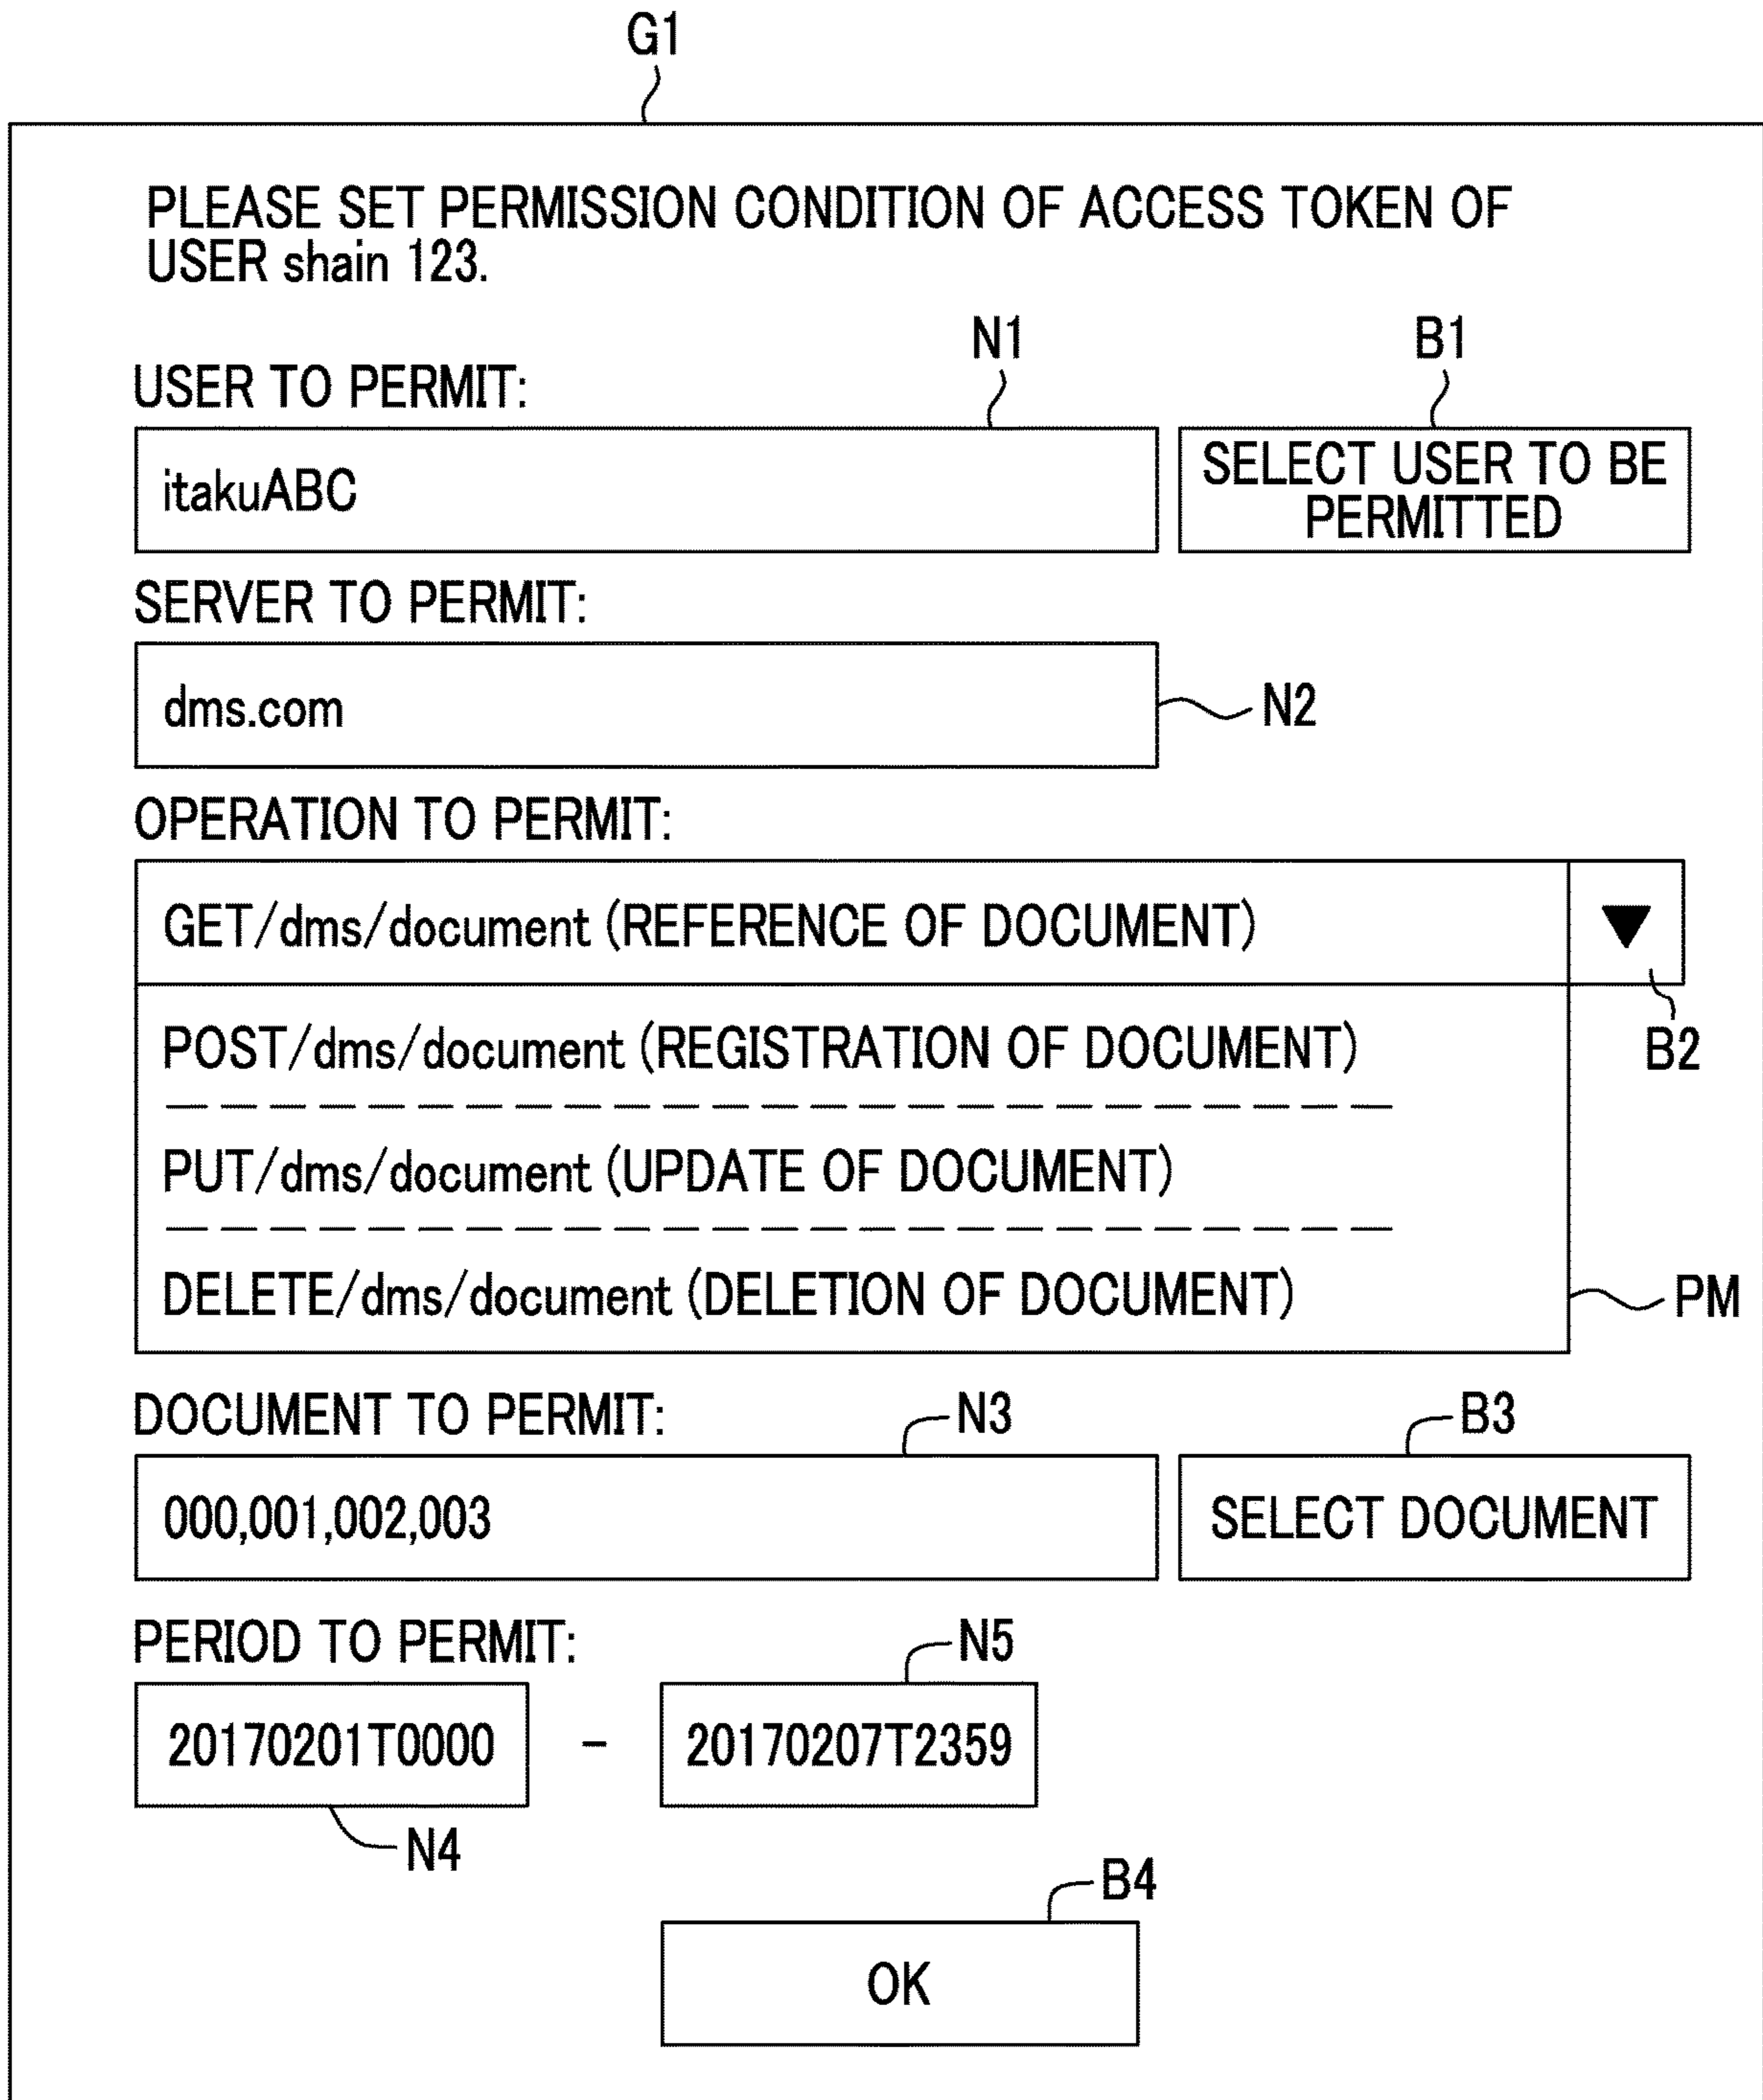 G1
PLEASE SET PERMISSION CONDITION OF ACCESS TOKEN OF
USER shain 123.
N1
B1
USER TO PERMIT:
itakuABC
SELECT USER TO BE
PERMITTED
SERVER TO PERMIT:
dms.com
N2
OPERATION TO PERMIT:
GET/dms/document (REFERENCE OF DOCUMENT)
▼
POST/dms/document (REGISTRATION OF DOCUMENT)
B2
PUT/dms/document (UPDATE OF DOCUMENT)
DELETE/dms/document (DELETION OF DOCUMENT)
PM
DOCUMENT TO PERMIT:
N3
B3
000,001,002,003
SELECT DOCUMENT
PERIOD TO PERMIT:
N5
20170201T0000 - 20170207T2359
N4
B4
OK